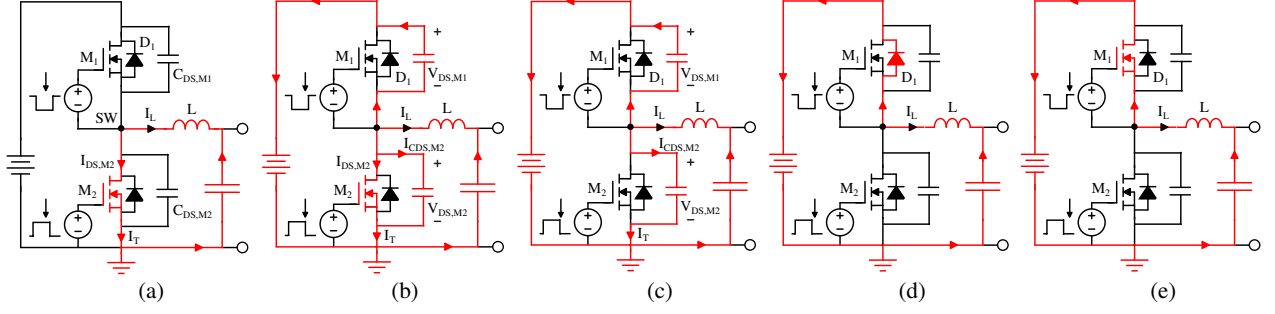 D1
M1
CDS,M1
SW
IL
L
IDS,M2
M2
CDS,M2
IT
+
−
+
−
(a)
+
M1
D1
VDS,M1
−
IL
L
ICDS,M2
IDS,M2
+
M2
VDS,M2
−
IT
+
−
+
−
(b)
+
M1
D1
VDS,M1
−
IL
L
ICDS,M2
+
M2
VDS,M2
−
IT
+
−
+
−
(c)
M1
D1
IL
L
M2
+
−
+
−
(d)
M1
D1
IL
L
M2
+
−
+
−
(e)